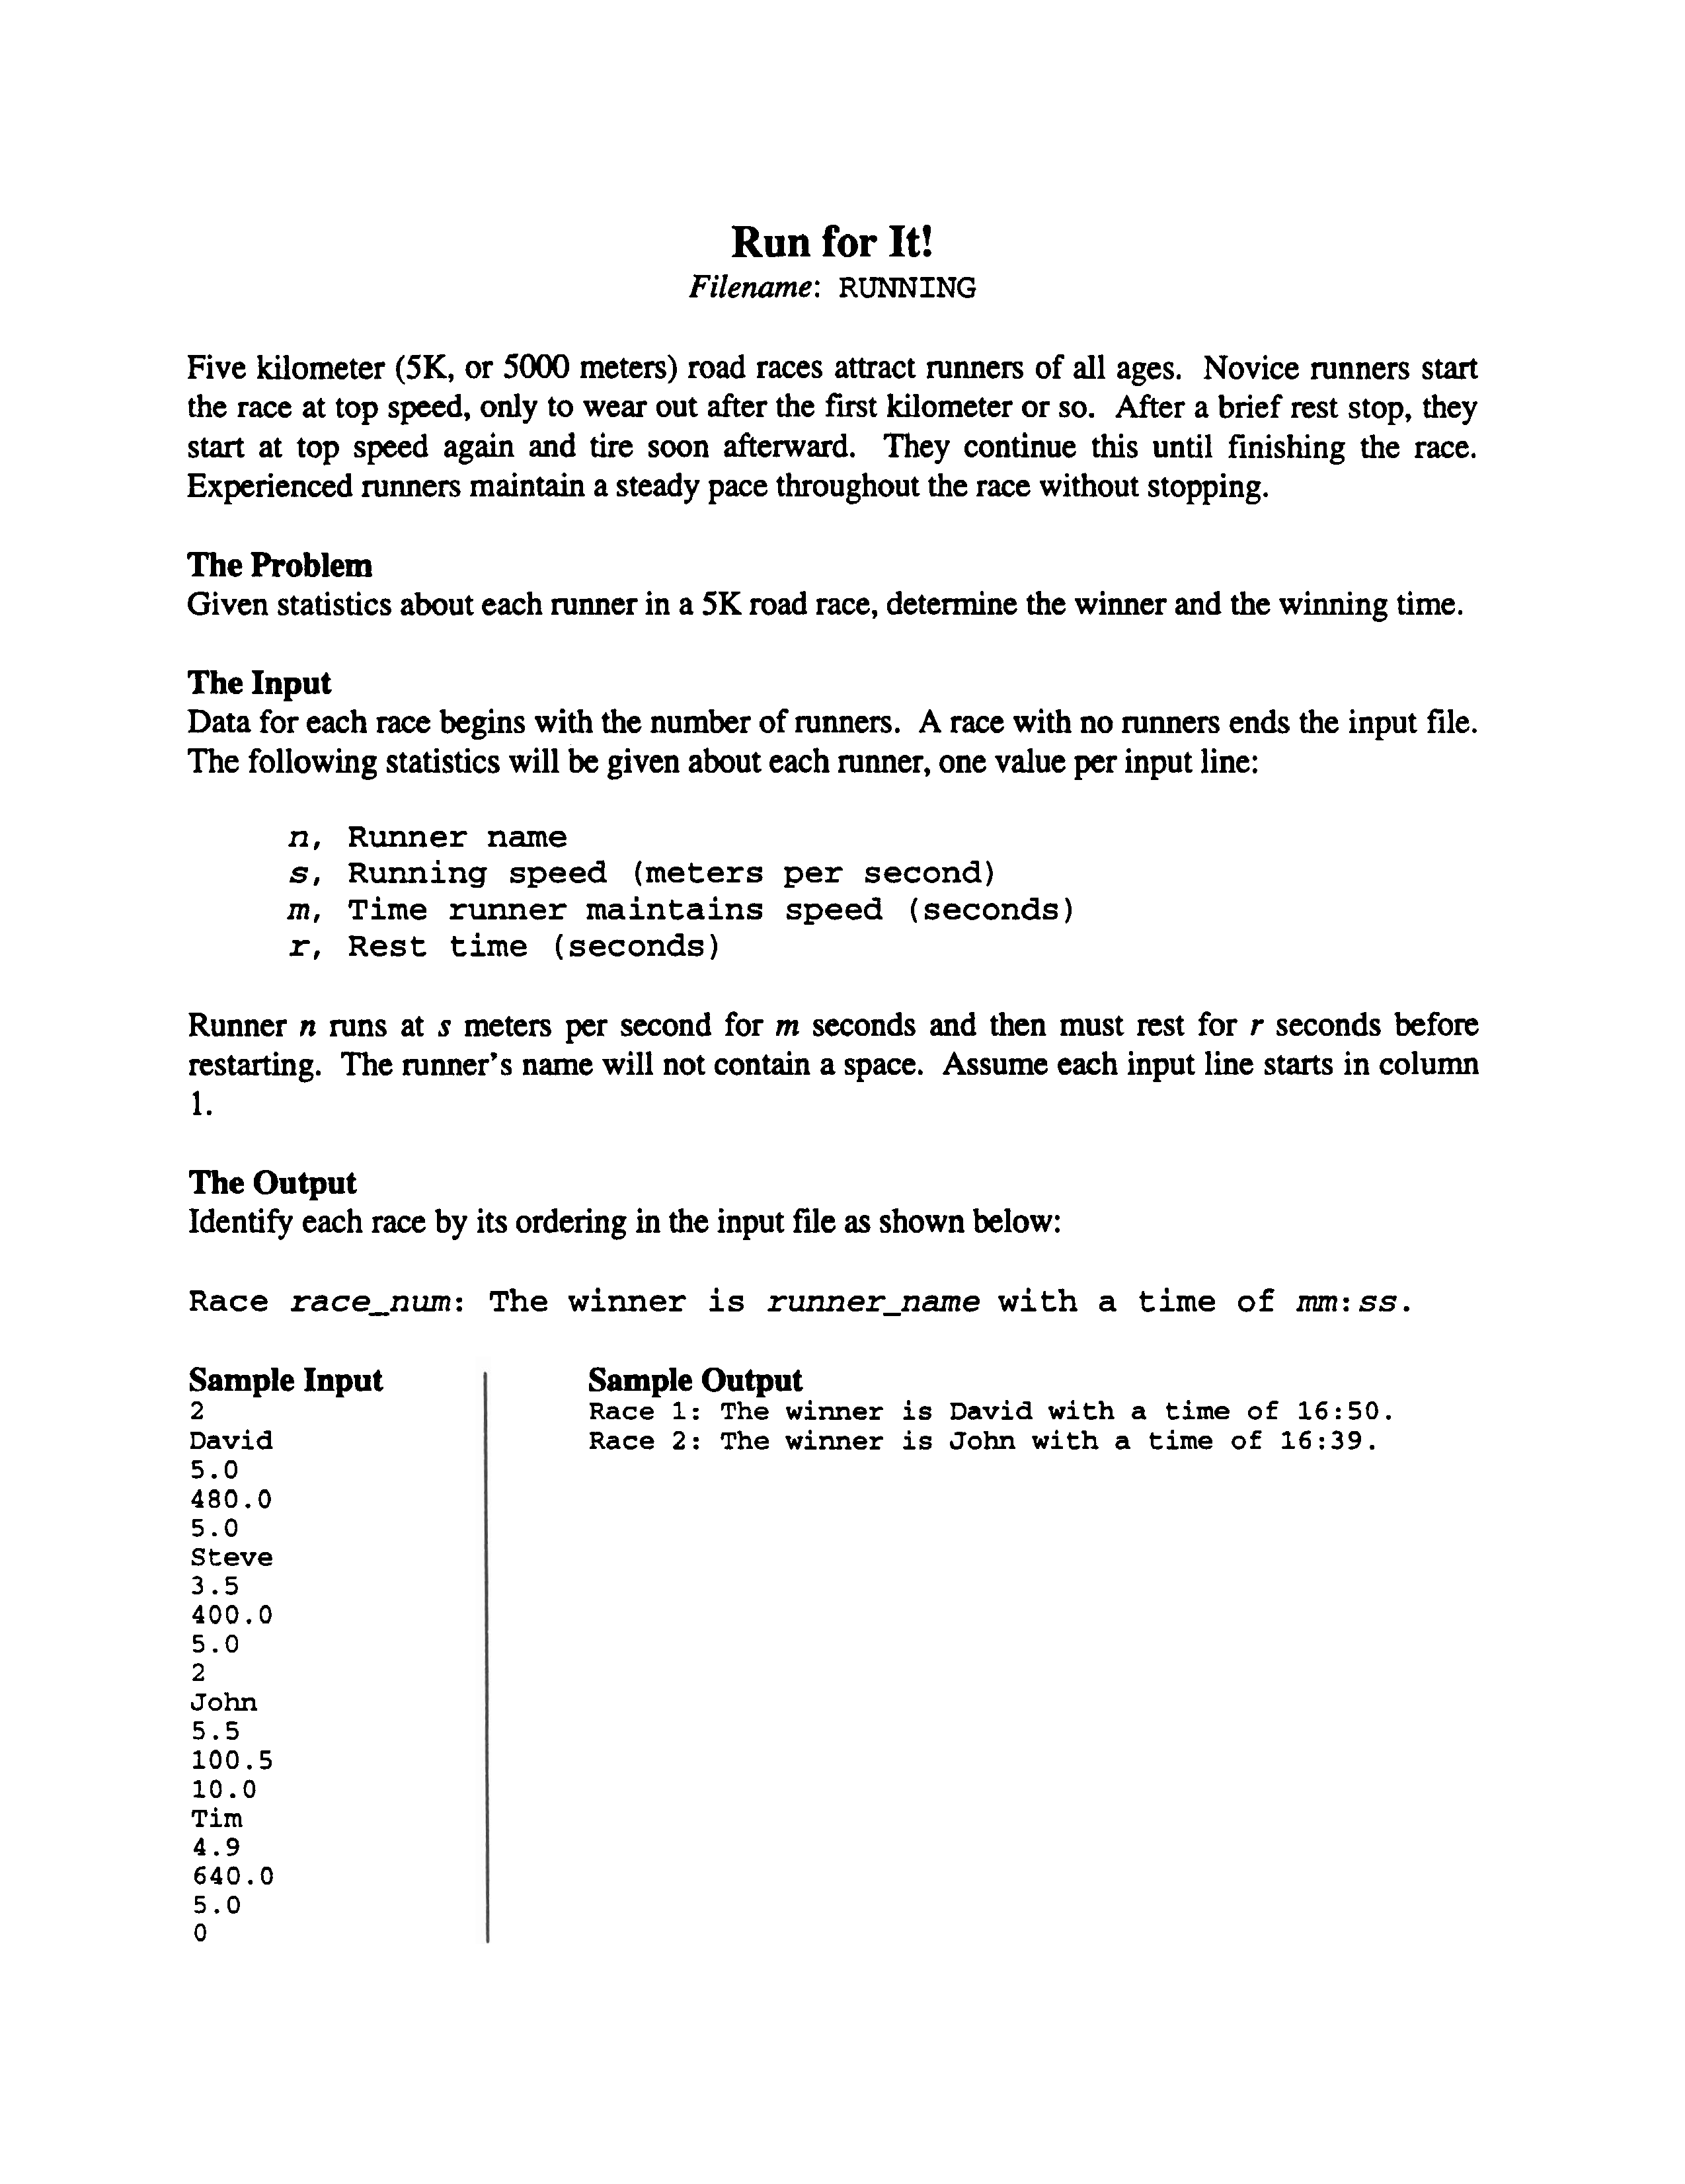 Run for It!
Filename: RUNNING
Five kilometer (5K, or 5000 meters) road races attract runners of all ages. Novice runners start
the race at top speed, only to wear out after the first kilometer or so. After a brief rest stop, they
start at top speed again and tire soon afterward. They continue this until finishing the race.
Experienced runners maintain a steady pace throughout the race without stopping.
The Problem
Given statistics about each runner in a 5K road race, determine the winner and the winning time.
The Input
Data for each race begins with the number of runners. A race with no runners ends the input file.
The following statistics will be given about each runner, one value per input line:
n, Runner name
s, Running speed (meters per second)
m, Time runner maintains speed (seconds)
r, Rest time (seconds)
Runner n runs at s meters per second for m seconds and then must rest for r seconds before
restarting. The runner's name will not contain a space. Assume each input line starts in column
1.
The Output
Identify each race by its ordering in the input file as shown below:
Race race_num: The winner is runner_name with a time of mm:ss.
Sample Input
2
David
5.0
480.0
5.0
Steve
3.5
400.0
5.0
2
John
5.5
100.5
10.0
Tim
4.9
640.0
5.0
0
Sample Output
Race 1: The winner is David with a time of 16:50.
Race 2: The winner is John with a time of 16:39.